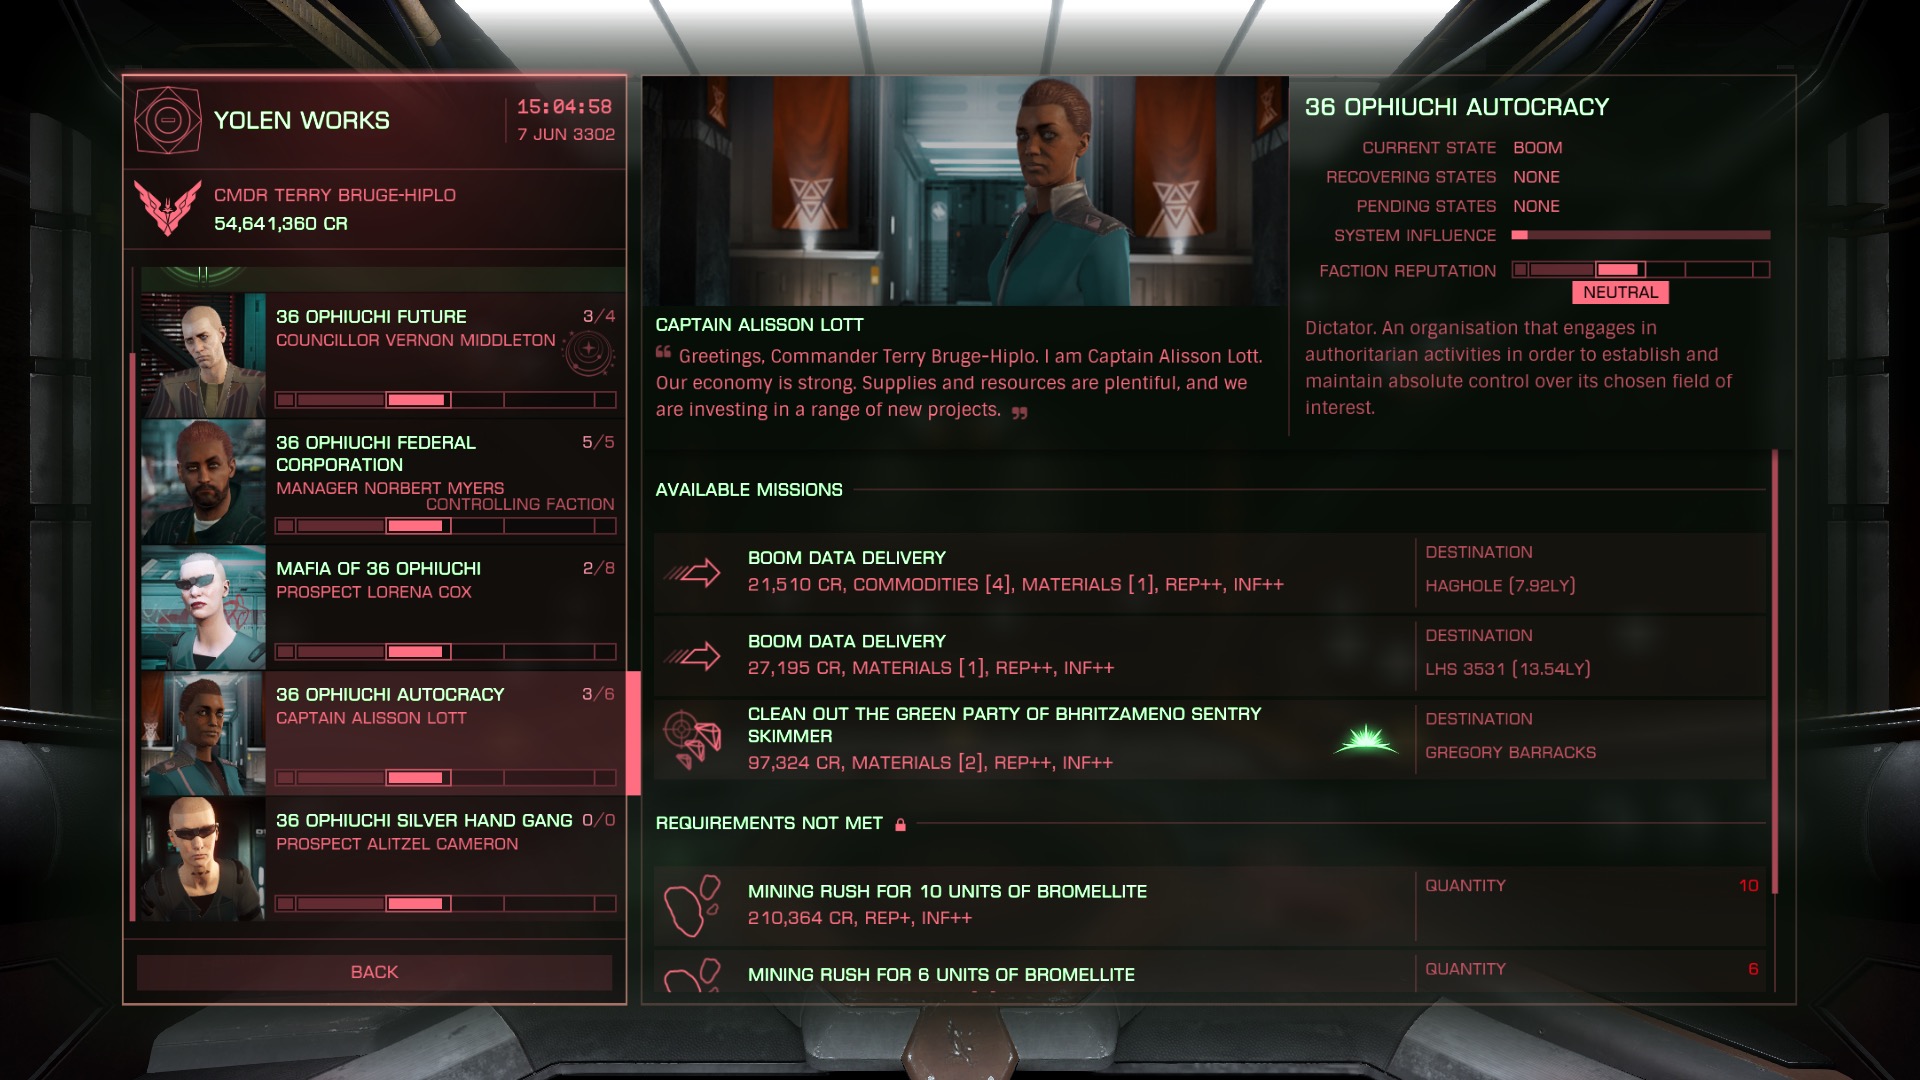 YOLEN WORKS
15:04:58
7 JUN 3302
CMDR TERRY BRUGE-HIPLO
54,641,360 CR
36 OPHIUCHI FUTURE 3/4
COUNCILLOR VERNON MIDDLETON
36 OPHIUCHI FEDERAL 5/5
CORPORATION
MANAGER NORBERT MYERS
CONTROLLING FACTION
MAFIA OF 36 OPHIUCHI 2/8
PROSPECT LORENA COX
36 OPHIUCHI AUTOCRACY 3/6
CAPTAIN ALISSON LOTT
36 OPHIUCHI SILVER HAND GANG 0/0
PROSPECT ALITZEL CAMERON
BACK
CAPTAIN ALISSON LOTT
“ Greetings, Commander Terry Bruge-Hiplo. I am Captain Alisson Lott.
Our economy is strong. Supplies and resources are plentiful, and we
are investing in a range of new projects. ”
36 OPHIUCHI AUTOCRACY
CURRENT STATE BOOM
RECOVERING STATES NONE
PENDING STATES NONE
SYSTEM INFLUENCE
FACTION REPUTATION
NEUTRAL
Dictator. An organisation that engages in
authoritarian activities in order to establish and
maintain absolute control over its chosen field of
interest.
AVAILABLE MISSIONS
BOOM DATA DELIVERY
21,510 CR, COMMODITIES [4], MATERIALS [1], REP++, INF++
DESTINATION
HAGHOLE (7.92LY)
BOOM DATA DELIVERY
27,195 CR, MATERIALS [1], REP++, INF++
DESTINATION
LHS 3531 (13.54LY)
CLEAN OUT THE GREEN PARTY OF BHRITZAMENO SENTRY
SKIMMER
97,324 CR, MATERIALS [2], REP++, INF++
DESTINATION
GREGORY BARRACKS
REQUIREMENTS NOT MET
MINING RUSH FOR 10 UNITS OF BROMELLITE
210,364 CR, REP+, INF++
QUANTITY 10
MINING RUSH FOR 6 UNITS OF BROMELLITE
QUANTITY 6